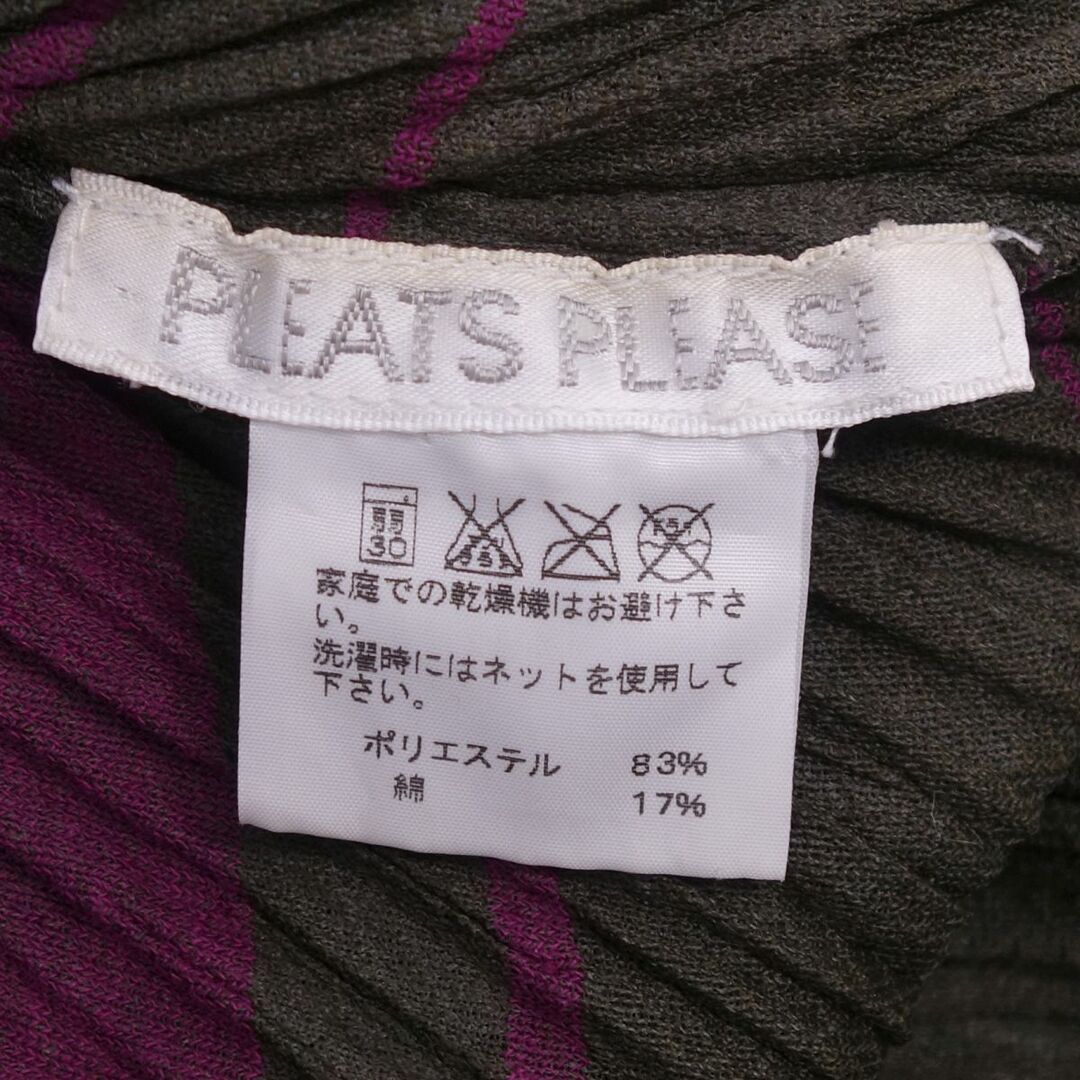 PLEATS PLEASE
弱
30
家庭での乾燥機はお避け下さ
い。
洗濯時にはネットを使用して
下さい。
ポリエステル 83%
綿 17%